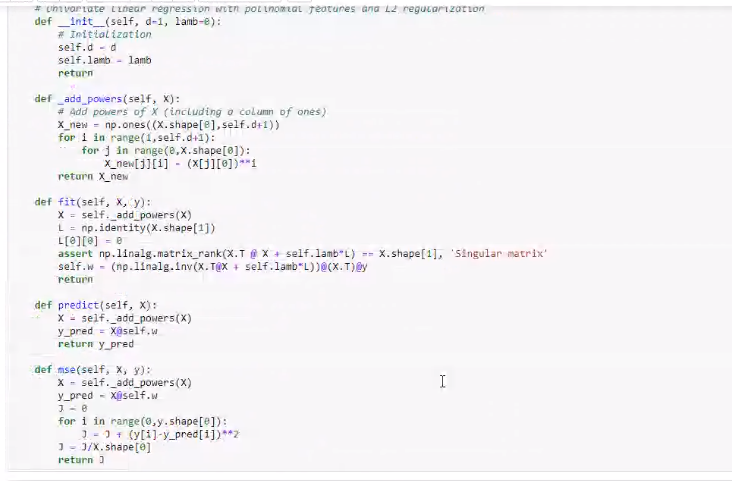 # Univariate linear regression with polinomial features and L2 regularization
def __init__(self, d=1, lamb=0):
# Initialization
self.d = d
self.lamb = lamb
return
def _add_powers(self, X):
# Add powers of X (including a column of ones)
X_new = np.ones((X.shape[0],self.d+1))
for i in range(1,self.d+1):
for j in range(0,X.shape[0]):
X_new[j][i] = (X[j][0])**i
return X_new
def fit(self, X, y):
X = self._add_powers(X)
L = np.identity(X.shape[1])
L[0][0] = 0
assert np.linalg.matrix_rank(X.T @ X + self.lamb*L) == X.shape[1], 'Singular matrix'
self.w = (np.linalg.inv(X.T@X + self.lamb*L))@(X.T)@y
return
def predict(self, X):
X = self._add_powers(X)
y_pred = X@self.w
return y_pred
def mse(self, X, y):
X = self._add_powers(X)
y_pred = X@self.w
J = 0
for i in range(0,y.shape[0]):
J = J + (y[i]-y_pred[i])**2
J = J/X.shape[0]
return J